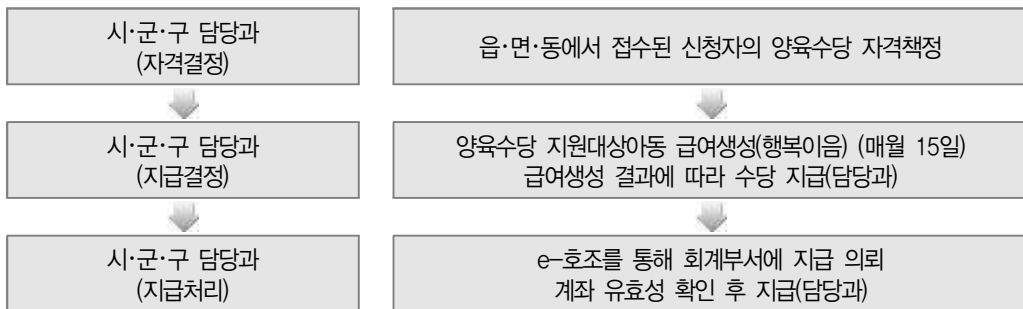 시·군·구 담당과
(자격결정)
읍·면·동에서 접수된 신청자의 양육수당 자격책정
시·군·구 담당과
(지급결정)
양육수당 지원대상아동 급여생성(행복이음) (매월 15일)
급여생성 결과에 따라 수당 지급(담당과)
시·군·구 담당과
(지급처리)
e-호조를 통해 회계부서에 지급 의뢰
계좌 유효성 확인 후 지급(담당과)